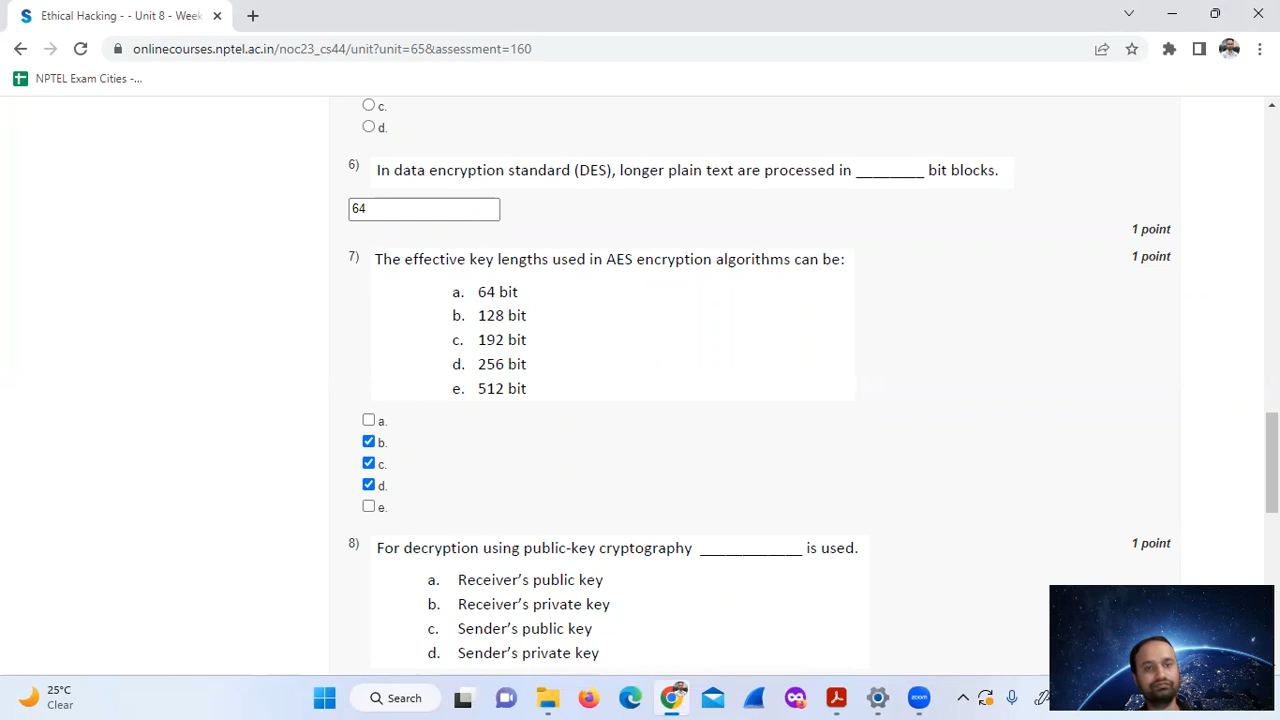 Ethical Hacking - - Unit 8 - Week
onlinecourses.nptel.ac.in/noc23_cs44/unit?unit=65&assessment=160
NPTEL Exam Cities -...
c.
d.
6) In data encryption standard (DES), longer plain text are processed in ________ bit blocks.
64
1 point
7) The effective key lengths used in AES encryption algorithms can be:
1 point
a. 64 bit
b. 128 bit
c. 192 bit
d. 256 bit
e. 512 bit
a.
b.
c.
d.
e.
8) For decryption using public-key cryptography ____________ is used.
1 point
a. Receiver’s public key
b. Receiver’s private key
c. Sender’s public key
d. Sender’s private key
25°C
Clear
Search
zoom